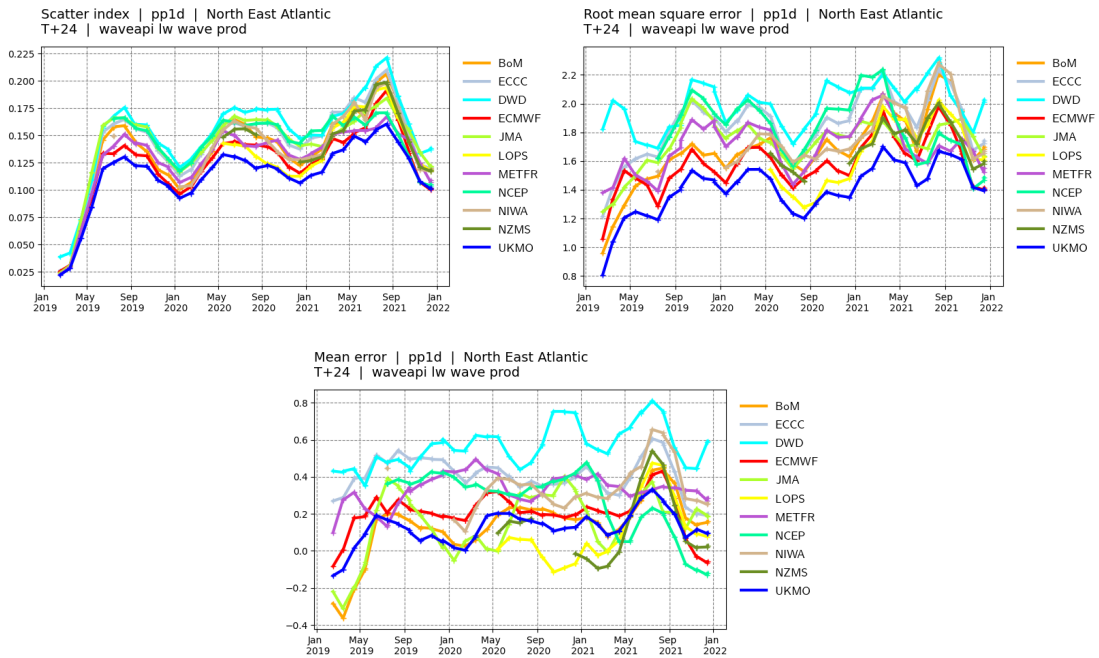 Scatter index | pp1d | North East Atlantic
T+24 | waveapi lw wave prod
0.225
0.200
0.175
0.150
0.125
0.100
0.075
0.050
0.025
Jan 2019
May
Sep 2019
Jan 2020
May 2020
Sep 2020
Jan 2021
May 2021
Sep 2021
Jan 2022
BoM
ECCC
DWD
ECMWF
JMA
LOPS
METFR
NCEP
NIWA
NZMS
UKMO
Root mean square error | pp1d | North East Atlantic
T+24 | waveapi lw wave prod
2.2
2.0
1.8
1.6
1.4
1.2
1.0
0.8
Jan 2019
May 2019
Sep 2019
Jan 2020
May 2020
Sep 2020
Jan 2021
May 2021
Sep 2021
Jan 2022
BoM
ECCC
DWD
ECMWF
JMA
LOPS
METFR
NCEP
NIWA
NZMS
UKMO
Mean error | pp1d | North East Atlantic
T+24 | waveapi lw wave prod
0.8
0.6
0.4
0.2
0.0
−0.2
−0.4
Jan 2019
May 2019
Sep 2019
Jan 2020
May 2020
Sep 2020
Jan 2021
May 2021
Sep 2021
Jan 2022
BoM
ECCC
DWD
ECMWF
JMA
LOPS
METFR
NCEP
NIWA
NZMS
UKMO